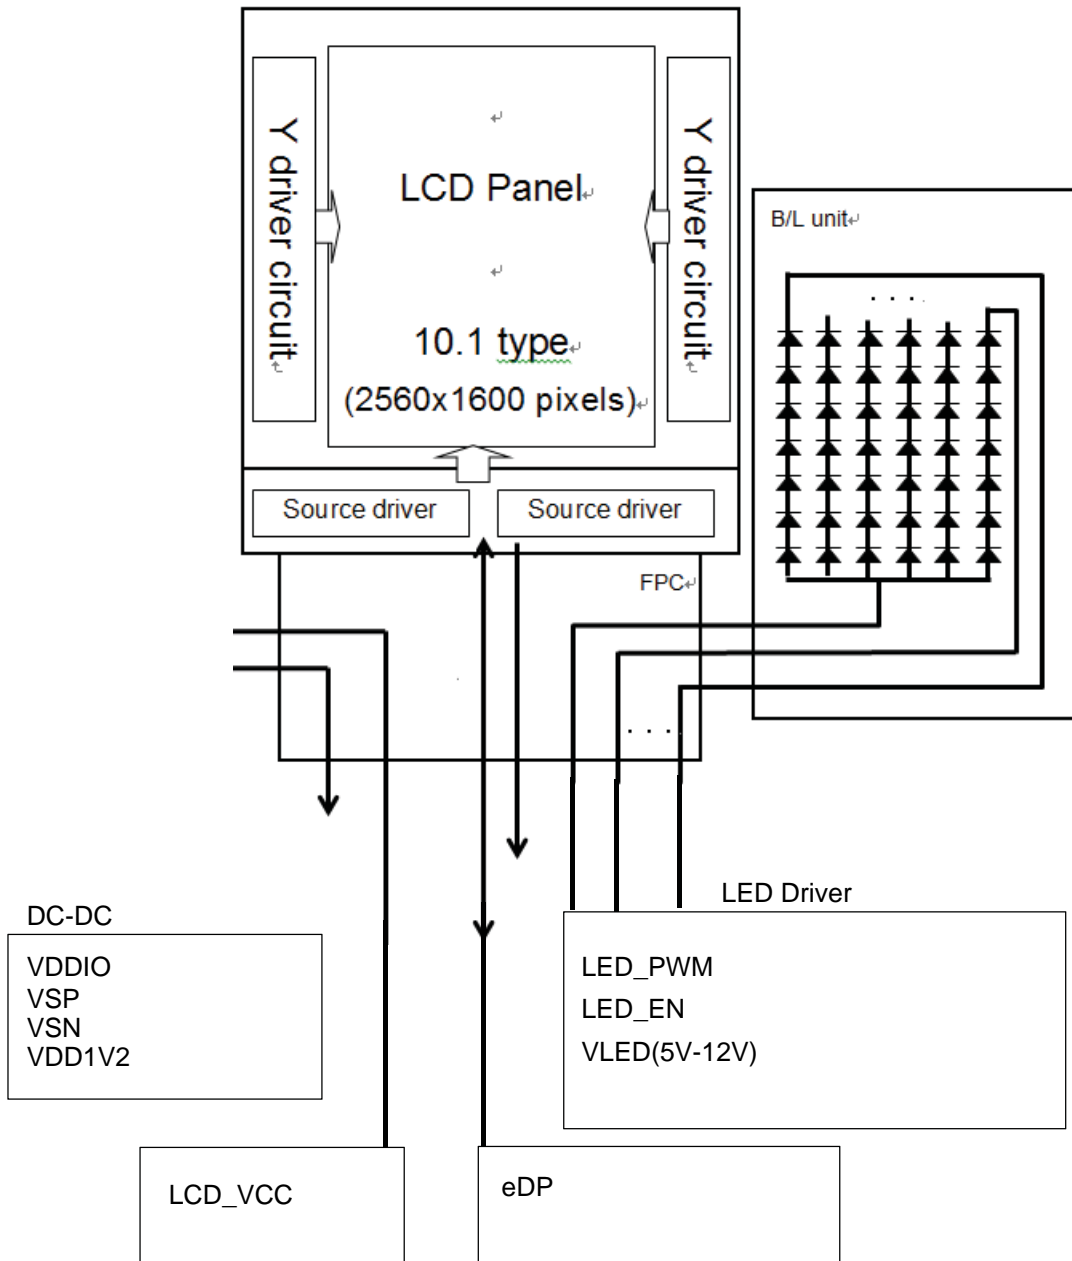 Y driver circuit
LCD Panel
10.1 type
(2560x1600 pixels)
Y driver circuit
B/L unit
. . . .
Source driver
Source driver
FPC
. . . .
LED Driver
DC-DC
VDDIO
VSP
VSN
VDD1V2
LED_PWM
LED_EN
VLED(5V-12V)
LCD_VCC
eDP